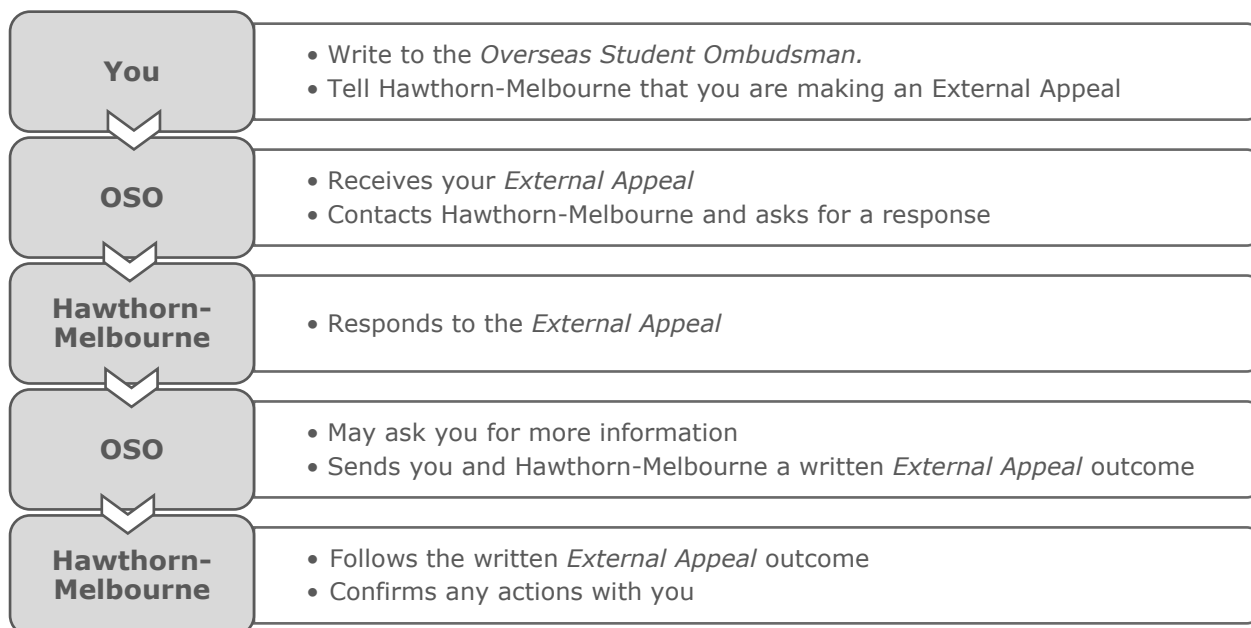 You
• Write to the Overseas Student Ombudsman.
• Tell Hawthorn-Melbourne that you are making an External Appeal
OSO
• Receives your External Appeal
• Contacts Hawthorn-Melbourne and asks for a response
Hawthorn-
Melbourne
• Responds to the External Appeal
OSO
• May ask you for more information
• Sends you and Hawthorn-Melbourne a written External Appeal outcome
Hawthorn-
Melbourne
• Follows the written External Appeal outcome
• Confirms any actions with you